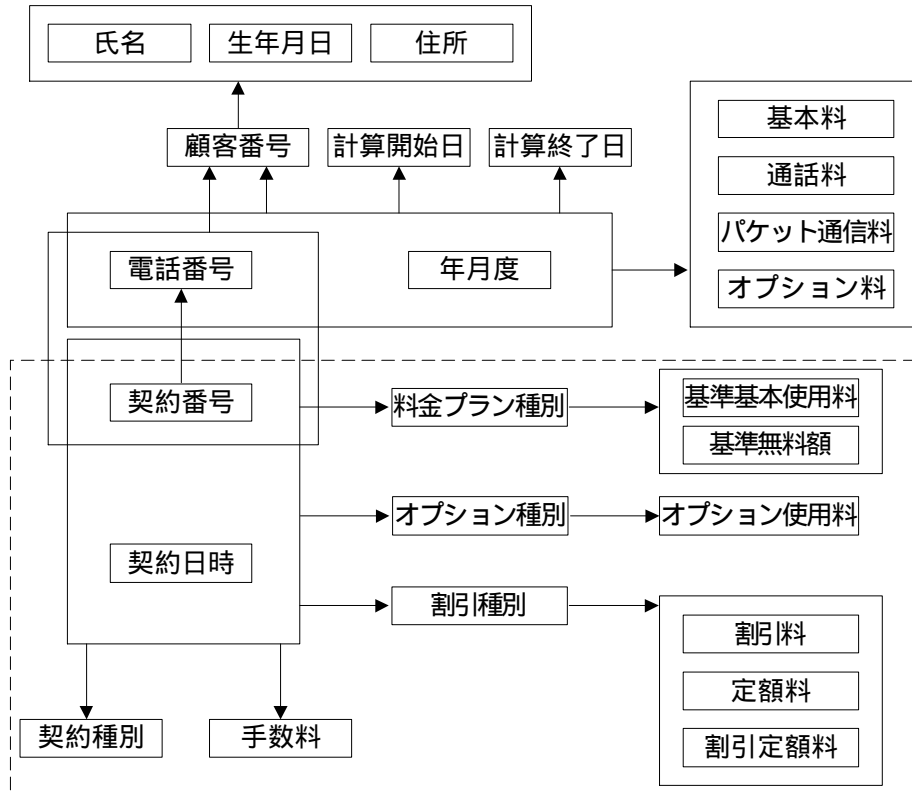 氏名
生年月日
住所
顧客番号
計算開始日
計算終了日
基本料
通話料
パケット通信料
オプション料
電話番号
年月度
契約番号
料金プラン種別
基準基本使用料
基準無料額
オプション種別
オプション使用料
契約日時
割引種別
割引料
定額料
割引定額料
契約種別
手数料